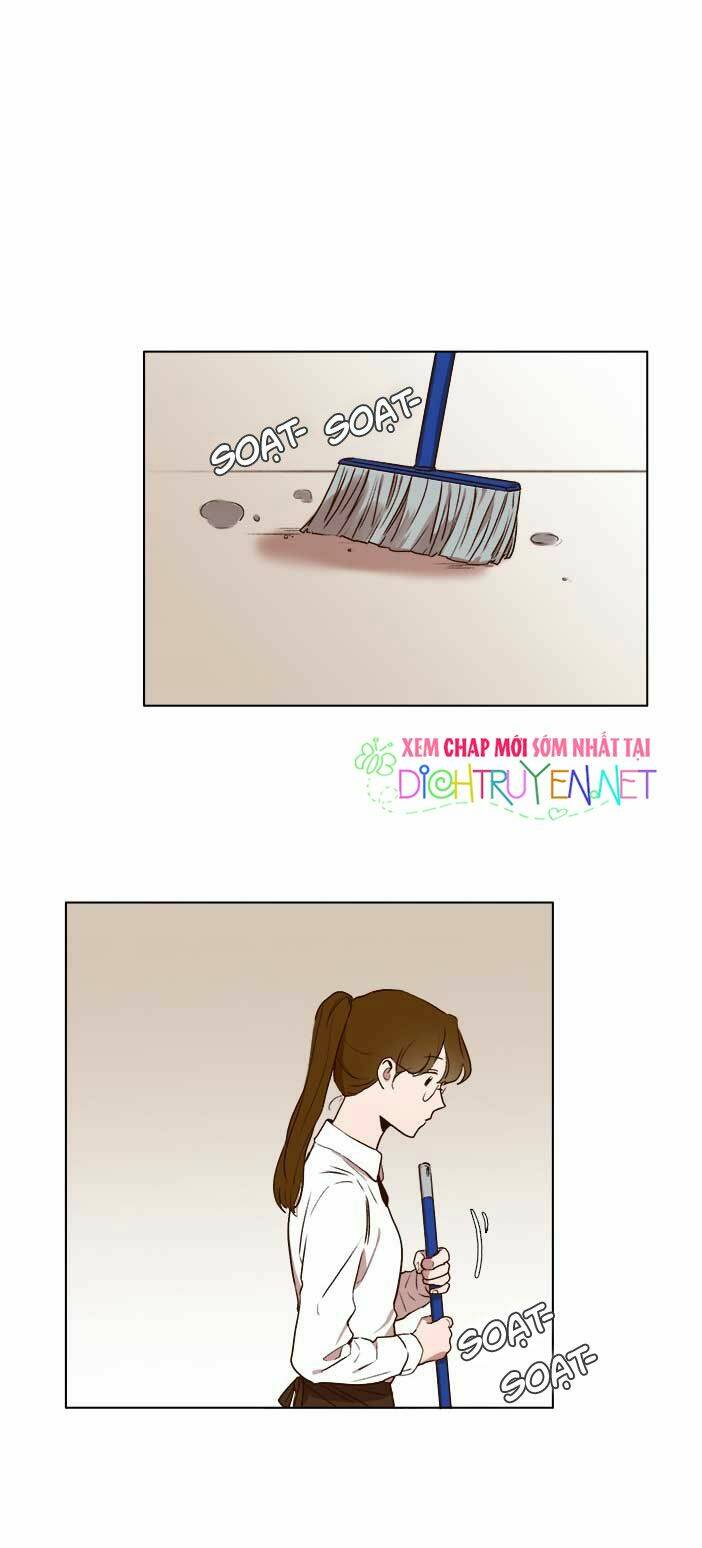 SOẠT- SOẠT-
XEM CHAP MỚI SỚM NHẤT TẠI
DICHTRUYEN.NET
SOẠT-
SOẠT-